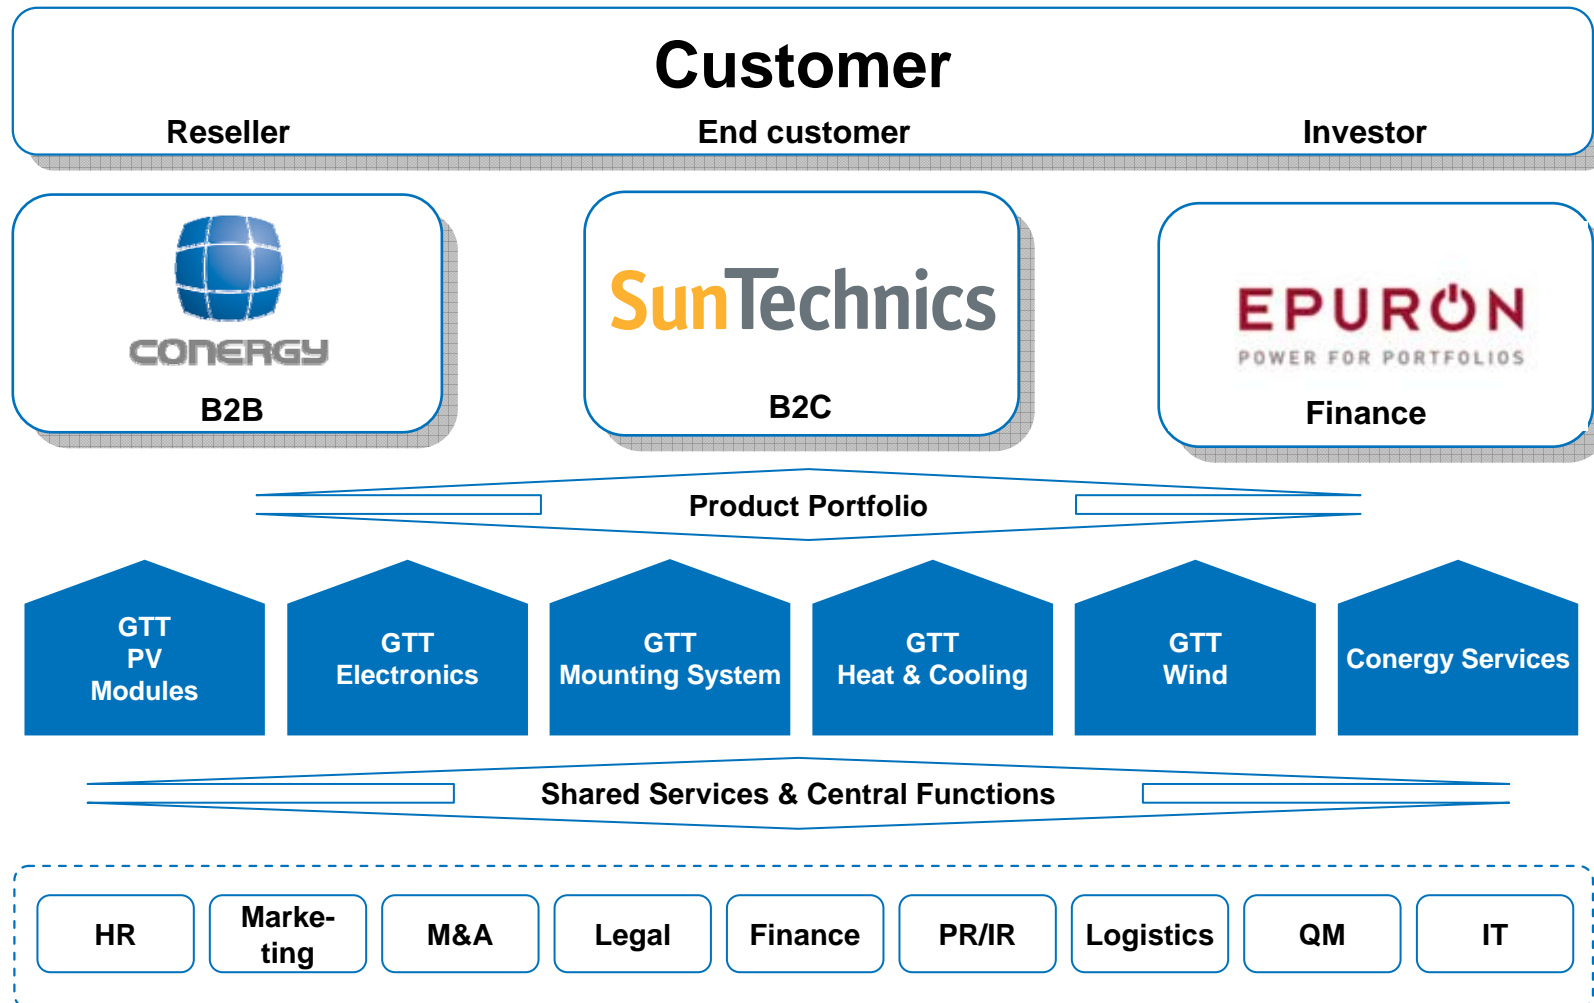 Customer
Reseller
End customer
Investor
CONERGY
B2B
SunTechnics
B2C
EPURON
POWER FOR PORTFOLIOS
Finance
Product Portfolio
GTT
PV
Modules
GTT
Electronics
GTT
Mounting System
GTT
Heat & Cooling
GTT
Wind
Conergy Services
Shared Services & Central Functions
HR
Marke-
ting
M&A
Legal
Finance
PR/IR
Logistics
QM
IT